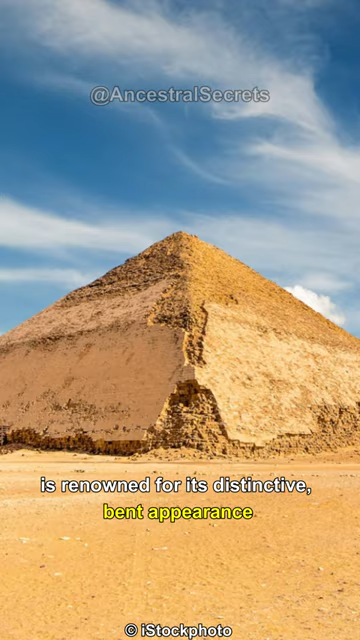 @AncestralSecrets
is renowned for its distinctive,
bent appearance
© iStockphoto